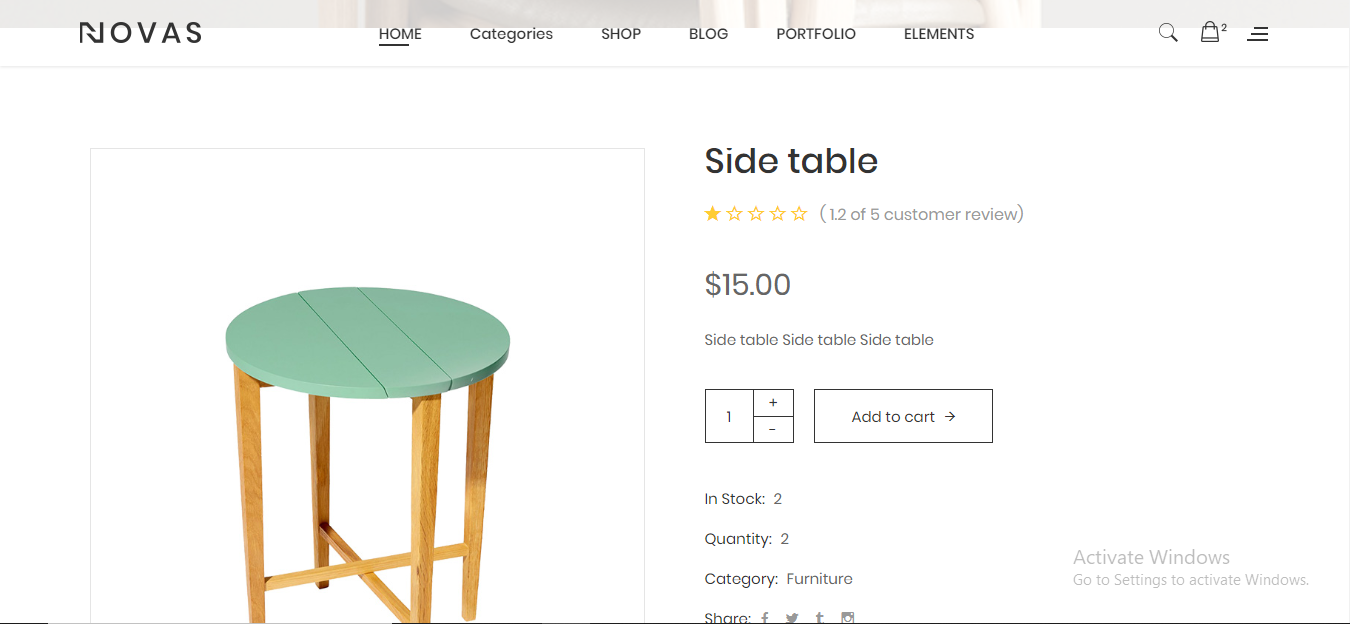 NOVAS
HOME Categories SHOP BLOG PORTFOLIO ELEMENTS
2
Side table
( 1.2 of 5 customer review)
$15.00
Side table Side table Side table
1 + -
Add to cart →
In Stock: 2
Quantity: 2
Category: Furniture
Share:
Activate Windows
Go to Settings to activate Windows.